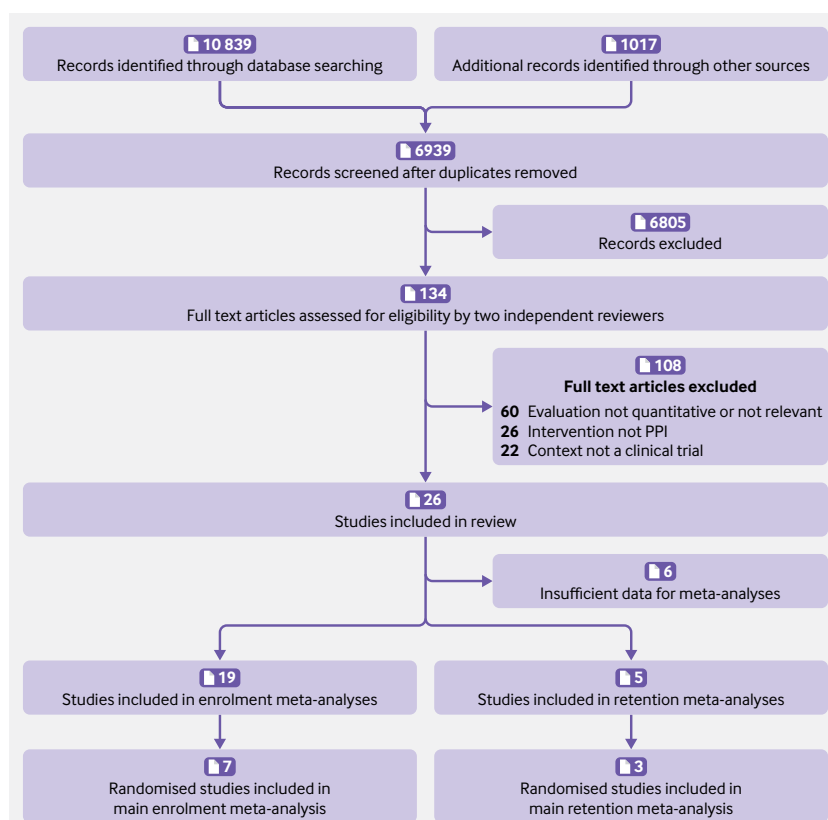 10 839
Records identified through database searching
1017
Additional records identified through other sources
6939
Records screened after duplicates removed
6805
Records excluded
134
Full text articles assessed for eligibility by two independent reviewers
108
Full text articles excluded
60 Evaluation not quantitative or not relevant
26 Intervention not PPI
22 Context not a clinical trial
26
Studies included in review
6
Insufficient data for meta-analyses
19
Studies included in enrolment meta-analyses
5
Studies included in retention meta-analyses
7
Randomised studies included in
main enrolment meta-analysis
3
Randomised studies included in
main retention meta-analysis